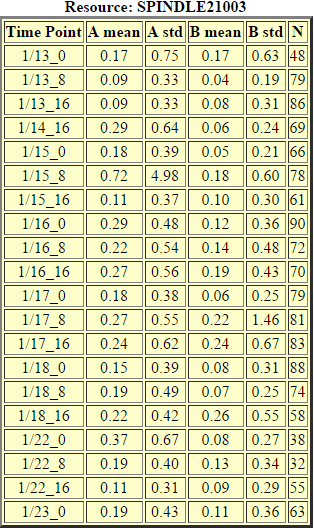 Resource: SPINDLE21003
Time Point A mean A std B mean B std N
1/13_0 0.17 0.75 0.17 0.63 48
1/13_8 0.09 0.33 0.04 0.19 79
1/13_16 0.09 0.33 0.08 0.31 86
1/14_16 0.29 0.64 0.06 0.24 69
1/15_0 0.18 0.39 0.05 0.21 66
1/15_8 0.72 4.98 0.18 0.60 78
1/15_16 0.11 0.37 0.10 0.30 61
1/16_0 0.29 0.48 0.12 0.36 90
1/16_8 0.22 0.54 0.14 0.48 72
1/16_16 0.27 0.56 0.19 0.43 70
1/17_0 0.18 0.38 0.06 0.25 79
1/17_8 0.27 0.55 0.22 1.46 81
1/17_16 0.24 0.62 0.24 0.67 83
1/18_0 0.15 0.39 0.08 0.31 88
1/18_8 0.19 0.49 0.07 0.25 74
1/18_16 0.22 0.42 0.26 0.55 58
1/22_0 0.37 0.67 0.08 0.27 38
1/22_8 0.19 0.40 0.13 0.34 32
1/22_16 0.11 0.31 0.09 0.29 55
1/23_0 0.19 0.43 0.11 0.36 63